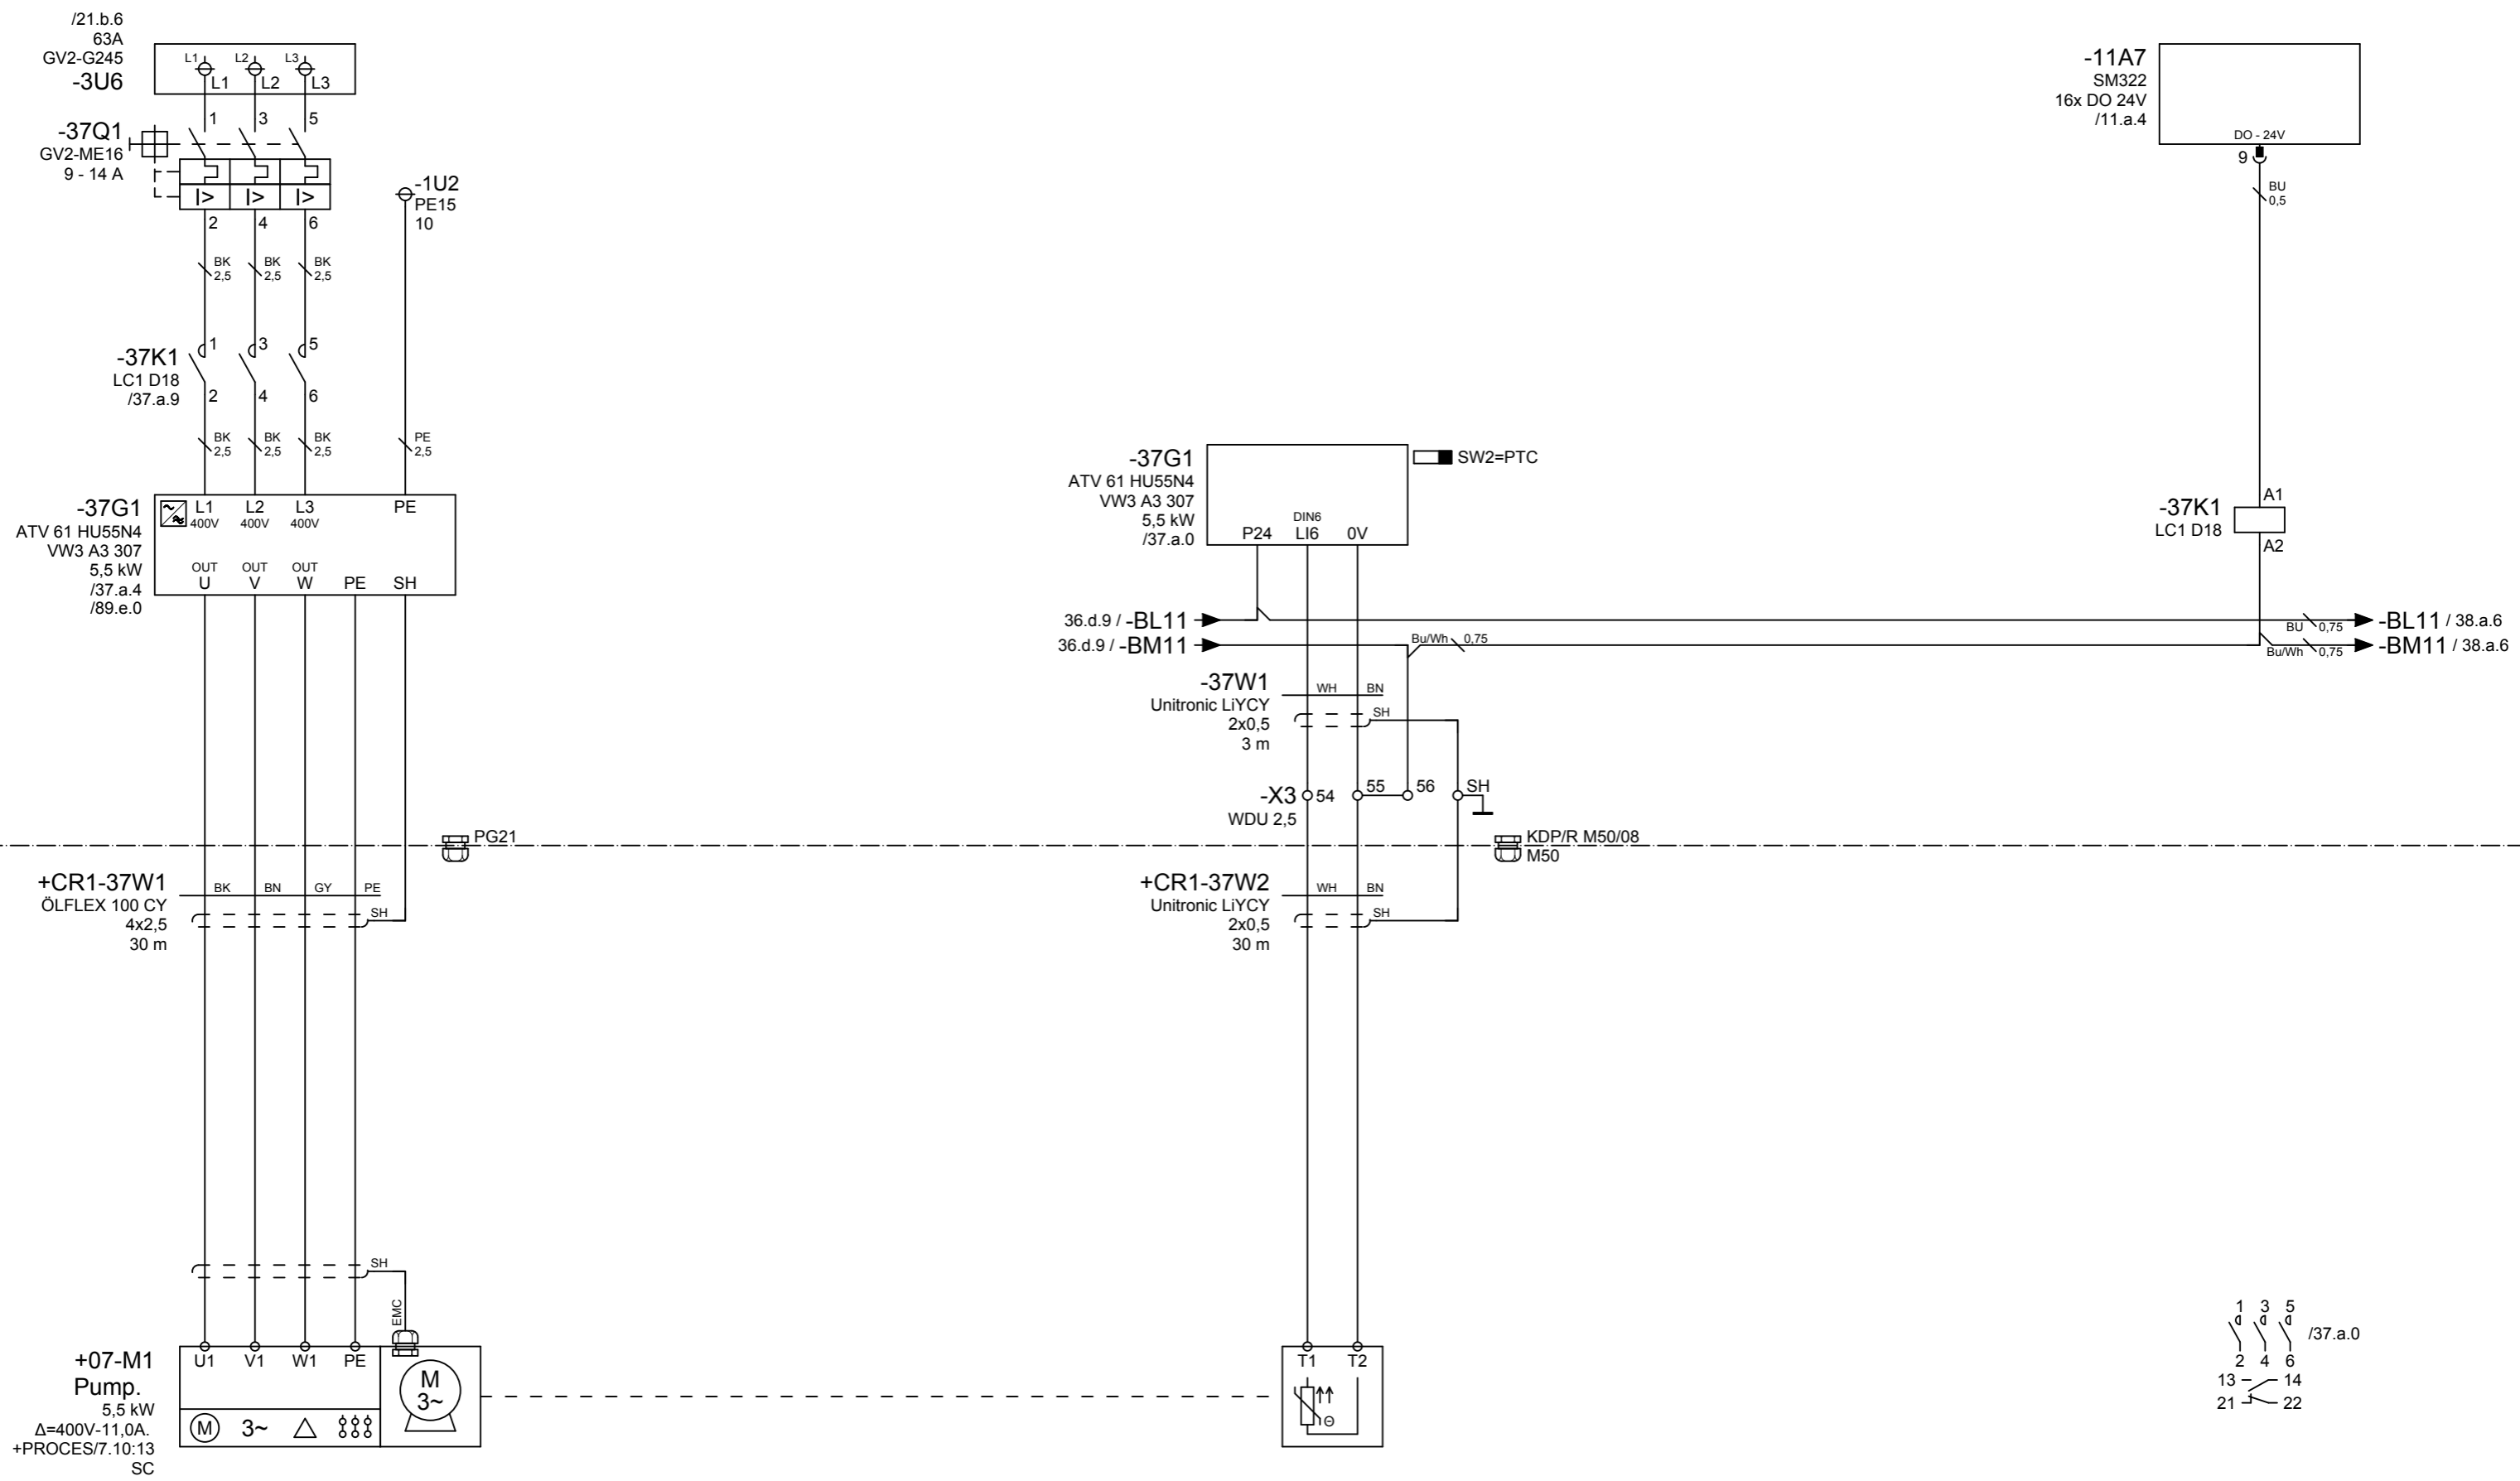 /21.b.6
63A
GV2-G245
-3U6
L1 L2 L3
L1 L2 L3
-37Q1
GV2-ME16
9 - 14 A
1 3 5
I> I> I>
2 4 6
-1U2
PE15
10
BK BK BK
2,5 2,5 2,5
-37K1
LC1 D18
/37.a.9
1 3 5
2 4 6
BK BK BK PE
2,5 2,5 2,5 2,5
-37G1
ATV 61 HU55N4
VW3 A3 307
5,5 kW
/37.a.4
/89.e.0
L1 L2 L3 PE
400V 400V 400V
OUT OUT OUT
U V W PE SH
PG21
+CR1-37W1
ÖLFLEX 100 CY
4x2,5
30 m
BK BN GY PE
SH
SH
EMC
+07-M1
Pump.
5,5 kW
Δ=400V-11,0A.
+PROCES/7.10:13
SC
U1 V1 W1 PE
M
3~
M 3~
-37G1
ATV 61 HU55N4
VW3 A3 307
5,5 kW
/37.a.0
DIN6
P24 LI6 0V
SW2=PTC
36.d.9 / -BL11
36.d.9 / -BM11
Bu/Wh 0,75
-37W1
Unitronic LiYCY
2x0,5
3 m
WH BN
SH
-X3
WDU 2,5
54 55 56 SH
KDP/R M50/08
M50
+CR1-37W2
Unitronic LiYCY
2x0,5
30 m
WH BN
SH
T1 T2
Θ
-11A7
SM322
16x DO 24V
/11.a.4
DO - 24V
9
BU
0,5
-37K1
LC1 D18
A1
A2
BU 0,75
-BL11 / 38.a.6
Bu/Wh 0,75
-BM11 / 38.a.6
1 3 5
/37.a.0
2 4 6
13 14
21 22